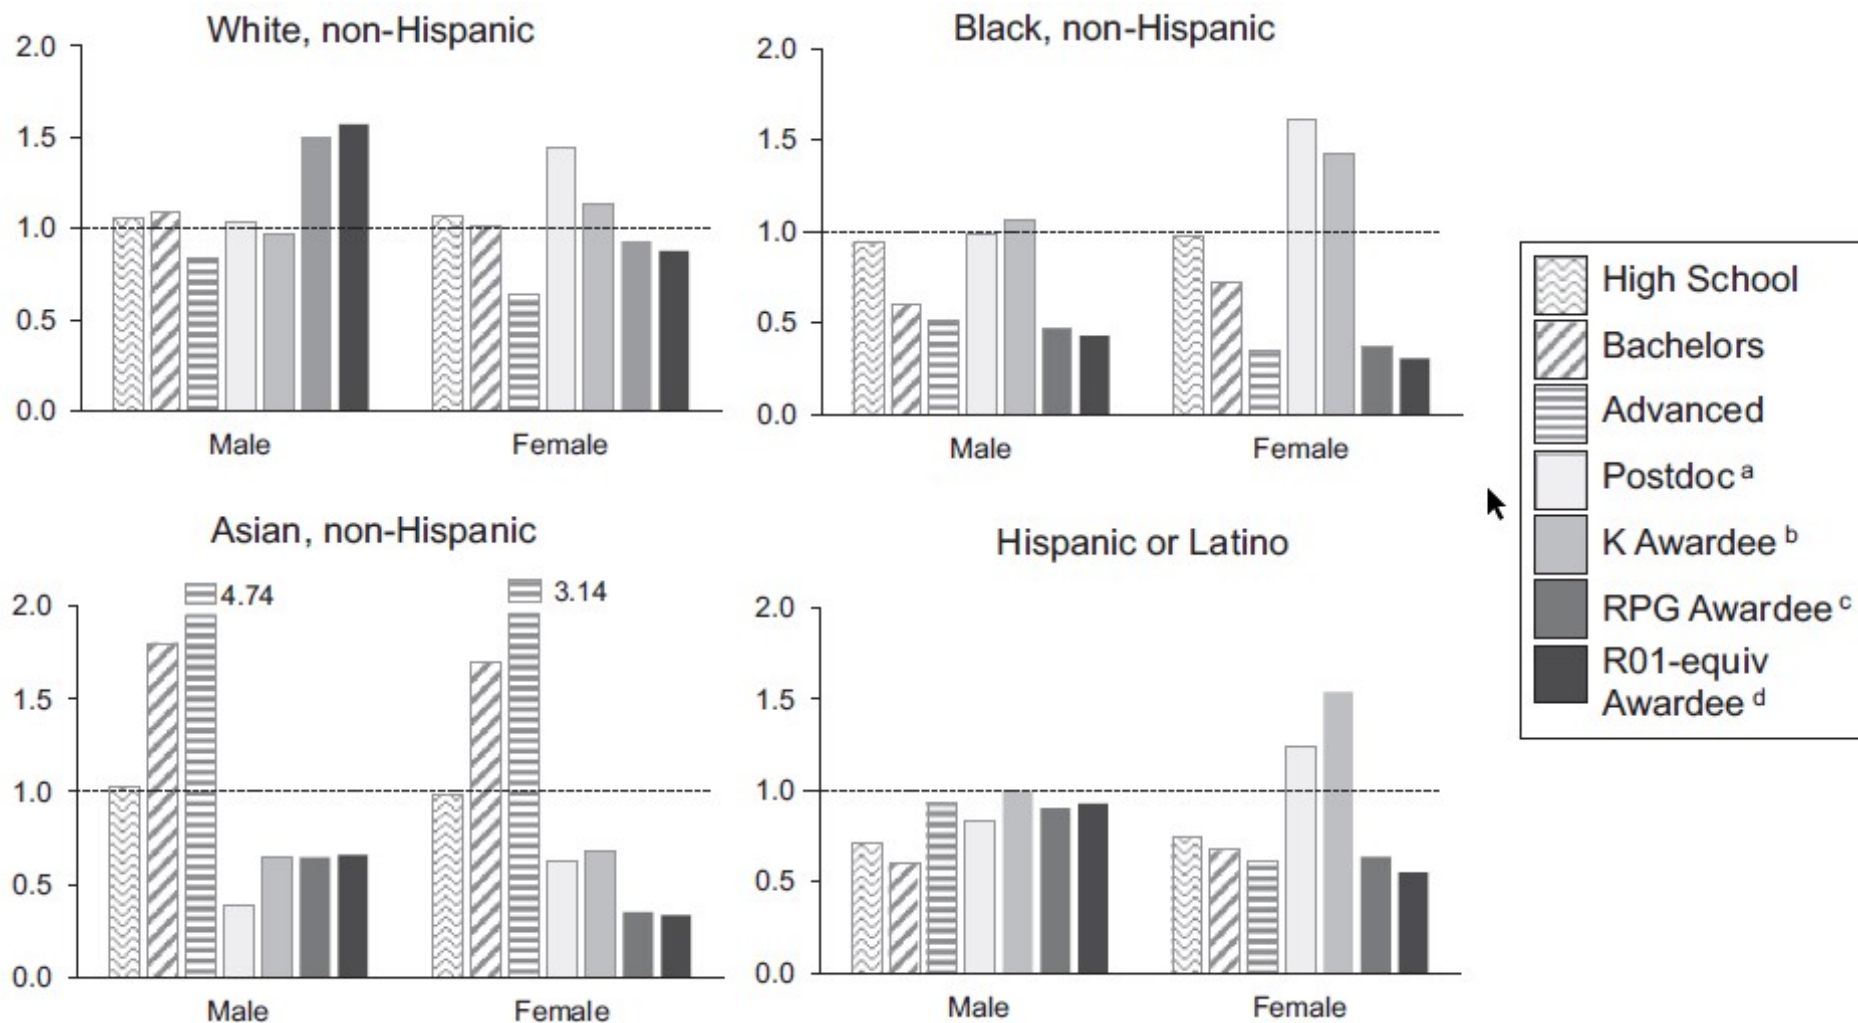 White, non-Hispanic
2.0
1.5
1.0
0.5
0.0
Male Female
Black, non-Hispanic
2.0
1.5
1.0
0.5
0.0
Male Female
Asian, non-Hispanic
4.74 3.14
2.0
1.5
1.0
0.5
0.0
Male Female
Hispanic or Latino
2.0
1.5
1.0
0.5
0.0
Male Female
High School
Bachelors
Advanced
Postdoc a
K Awardee b
RPG Awardee c
R01-equiv
Awardee d